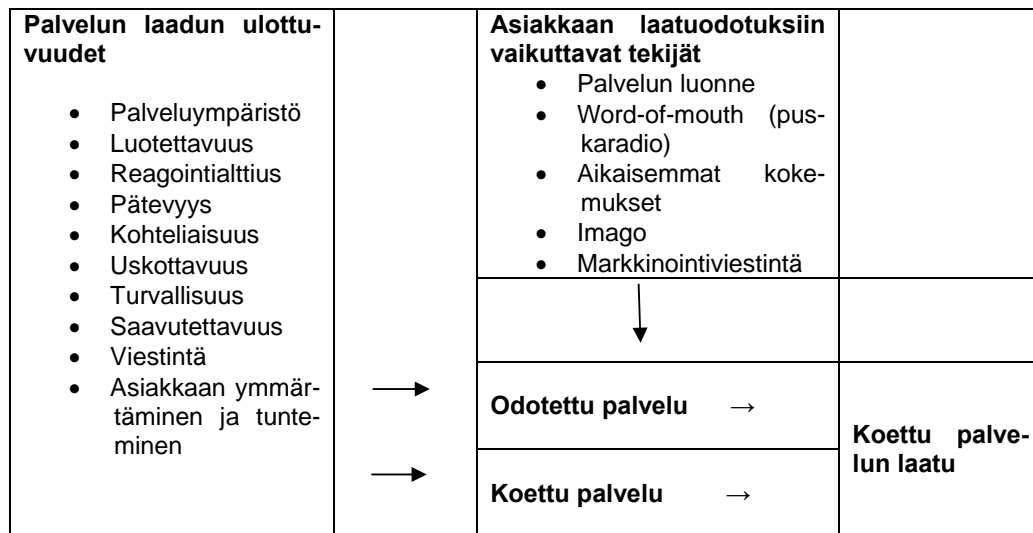 Palvelun laadun ulottu-
vuudet
• Palveluympäristö
• Luotettavuus
• Reagointialttius
• Pätevyys
• Kohteliaisuus
• Uskottavuus
• Turvallisuus
• Saavutettavuus
• Viestintä
• Asiakkaan ymmär-
täminen ja tunte-
minen
Asiakkaan laatuodotuksiin
vaikuttavat tekijät
• Palvelun luonne
• Word-of-mouth (pus-
karadio)
• Aikaisemmat koke-
mukset
• Imago
• Markkinointiviestintä
Odotettu palvelu →
Koettu palvelu →
Koettu palve-
lun laatu